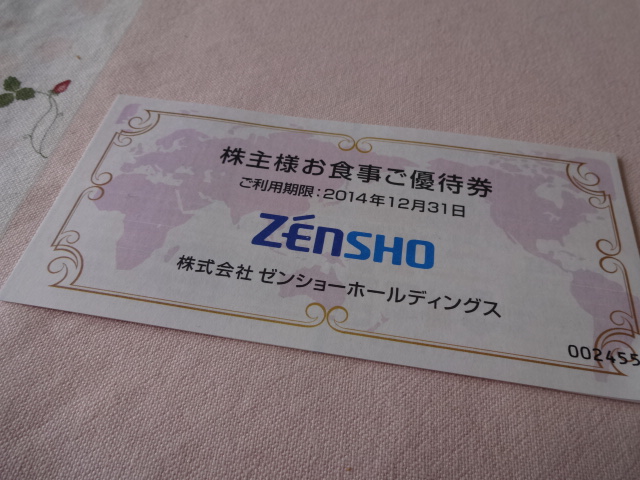 株主様お食事ご優待券
ご利用期限：2014年12月31日
ZÉNSHO
株式会社 ゼンショーホールディングス
002455